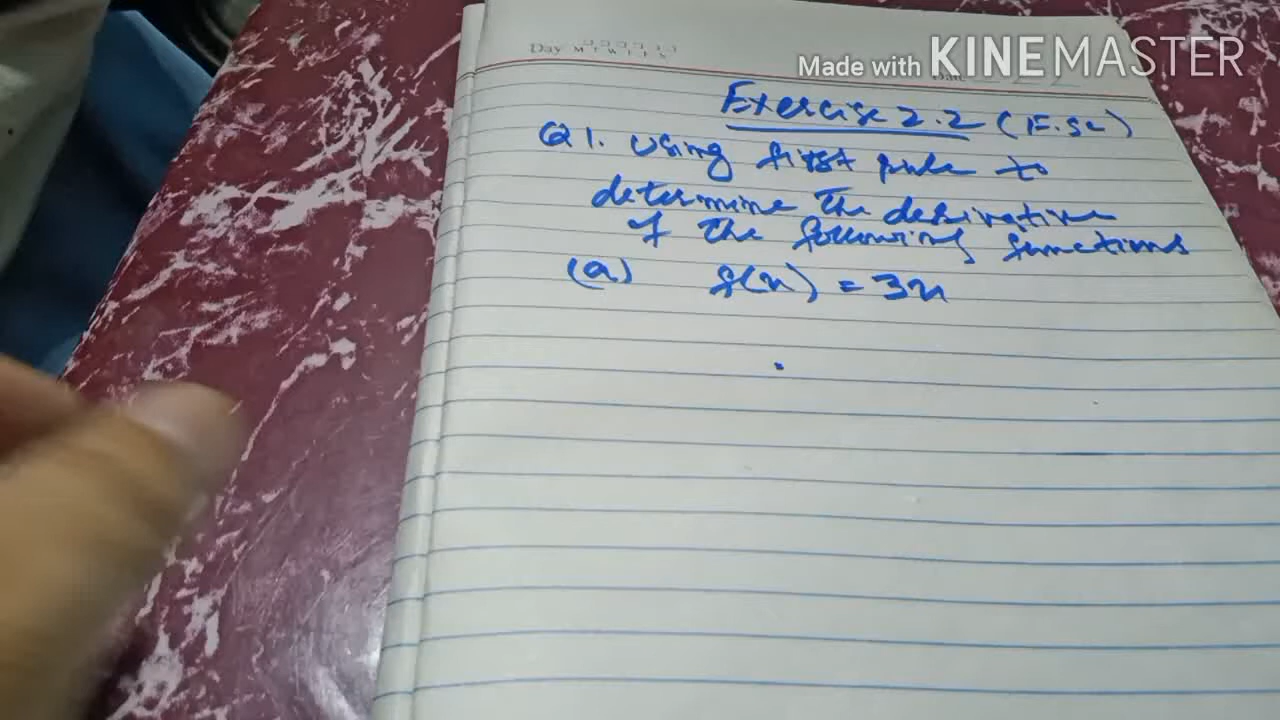 Day M T W T F S
Made with KINEMASTER
Exercise 2.2 (F.Sc)
Q1. Using first rule to
determine the derivative
of the following functions
(a) f(x) = 3x